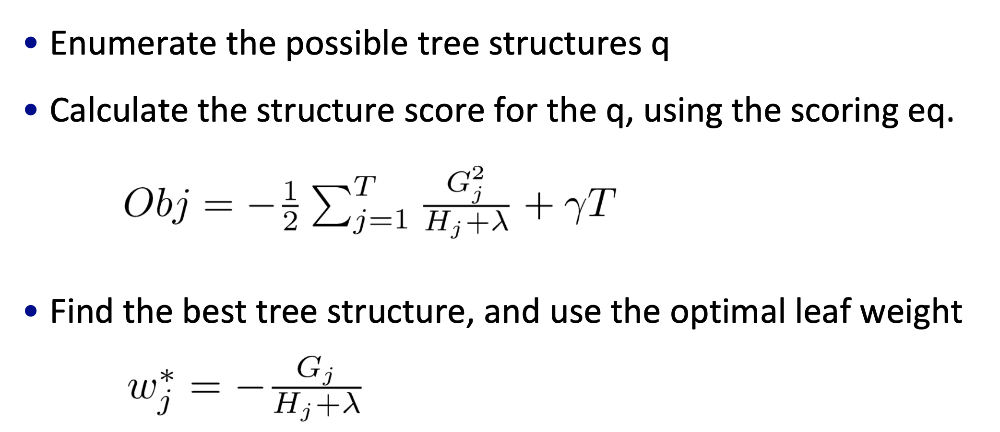 • Enumerate the possible tree structures q
• Calculate the structure score for the q, using the scoring eq.
$Obj = -\frac{1}{2} \sum_{j=1}^{T} \frac{G_j^2}{H_j+\lambda} + \gamma T$
• Find the best tree structure, and use the optimal leaf weight
$w_j^* = -\frac{G_j}{H_j+\lambda}$